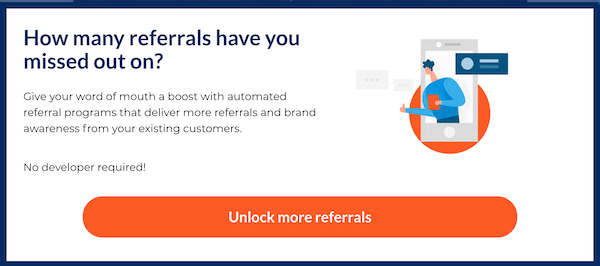 How many referrals have you
missed out on?
Give your word of mouth a boost with automated
referral programs that deliver more referrals and brand
awareness from your existing customers.
No developer required!
Unlock more referrals